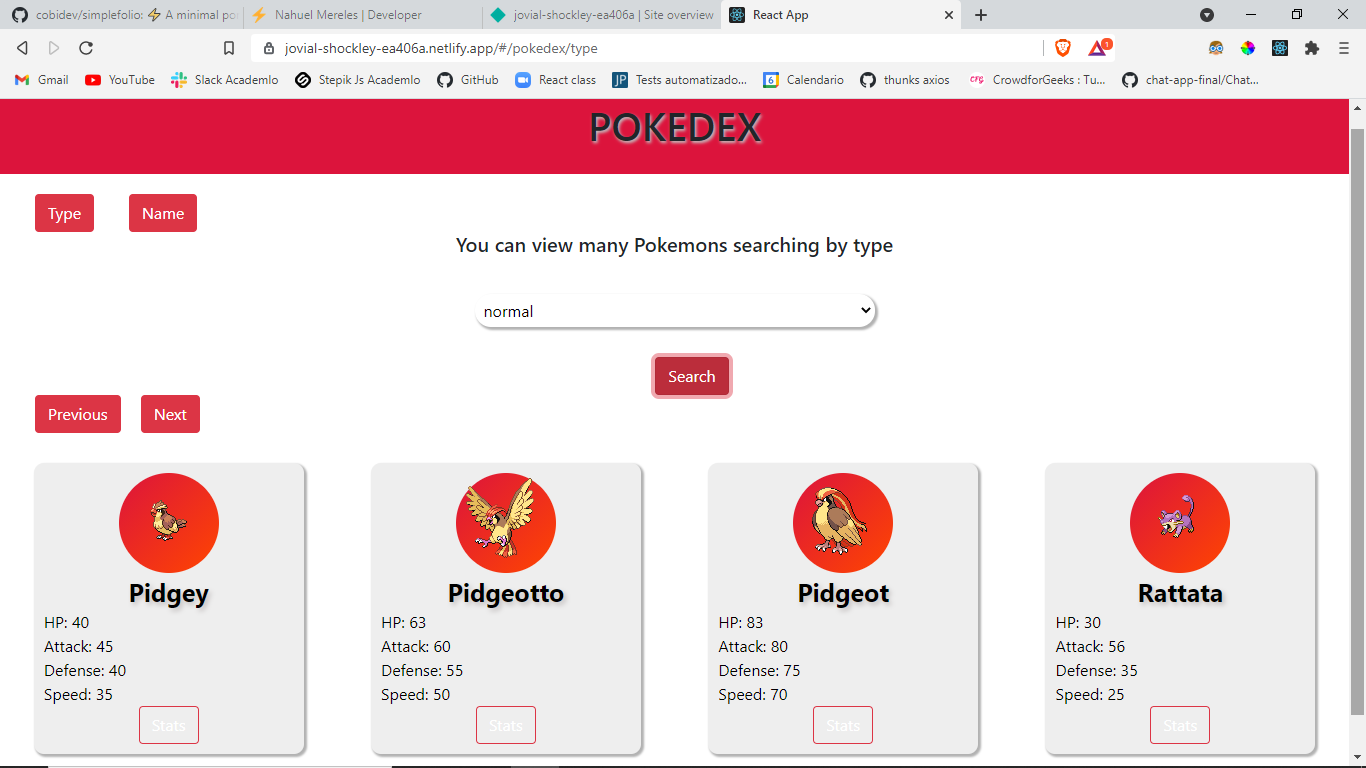 cobidev/simplefolio: A minimal po
Nahuel Mereles | Developer
jovial-shockley-ea406a | Site overview
React App
jovial-shockley-ea406a.netlify.app/#/pokedex/type
1
Gmail
YouTube
Slack Academlo
Stepik Js Academlo
GitHub
React class
JP
Tests automatizado...
6
Calendario
thunks axios
CFG
CrowdforGeeks : Tu...
chat-app-final/Chat...
POKEDEX
Type
Name
You can view many Pokemons searching by type
normal
Search
Previous
Next
Pidgey
HP: 40
Attack: 45
Defense: 40
Speed: 35
Stats
Pidgeotto
HP: 63
Attack: 60
Defense: 55
Speed: 50
Stats
Pidgeot
HP: 83
Attack: 80
Defense: 75
Speed: 70
Stats
Rattata
HP: 30
Attack: 56
Defense: 35
Speed: 25
Stats